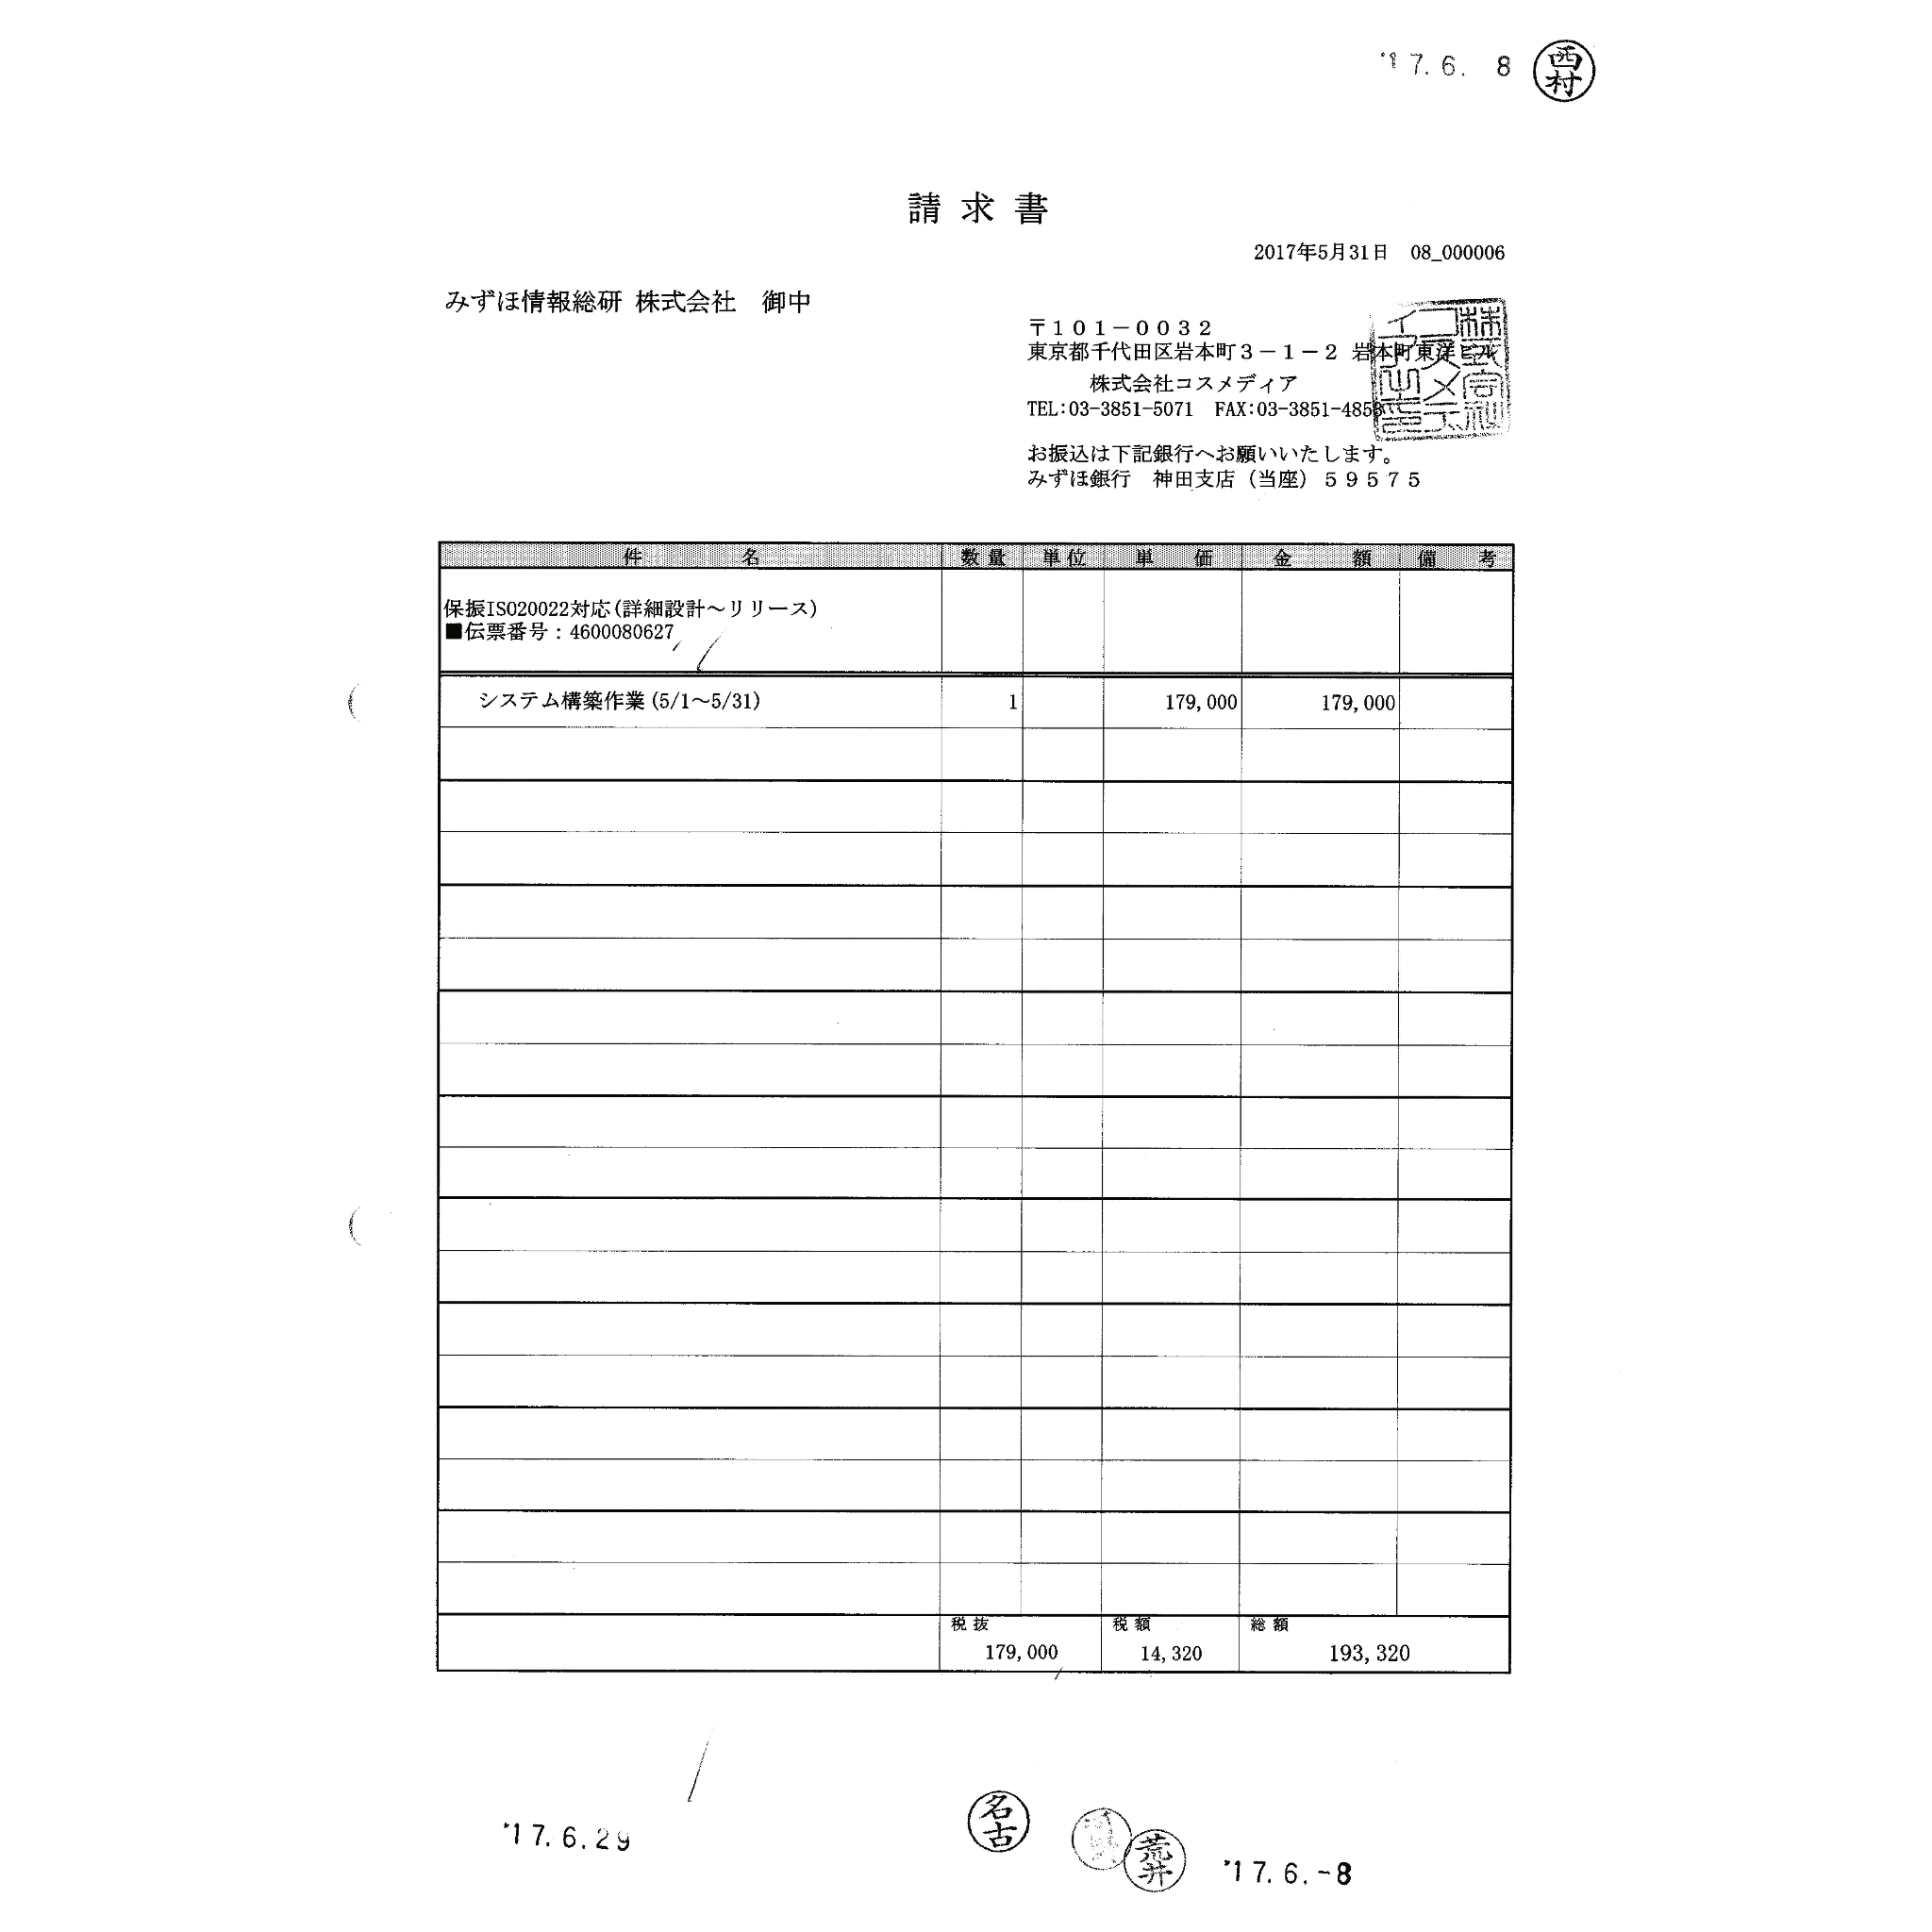 '17.6. 8 西村
請求書
2017年5月31日 08_000006
みずほ情報総研 株式会社 御中
〒101-0032
東京都千代田区岩本町3-1-2 岩本町東洋ビル
株式会社コスメディア
TEL:03-3851-5071 FAX:03-3851-4858
お振込は下記銀行へお願いいたします。
みずほ銀行 神田支店(当座)59575
件名 数量 単位 単価 金額 備考
保振ISO20022対応(詳細設計~リリース)
■伝票番号:4600080627
システム構築作業(5/1~5/31) 1 179,000 179,000
税抜 税額 総額
179,000 14,320 193,320
'17.6.29
名古
荒井
'17.6.-8